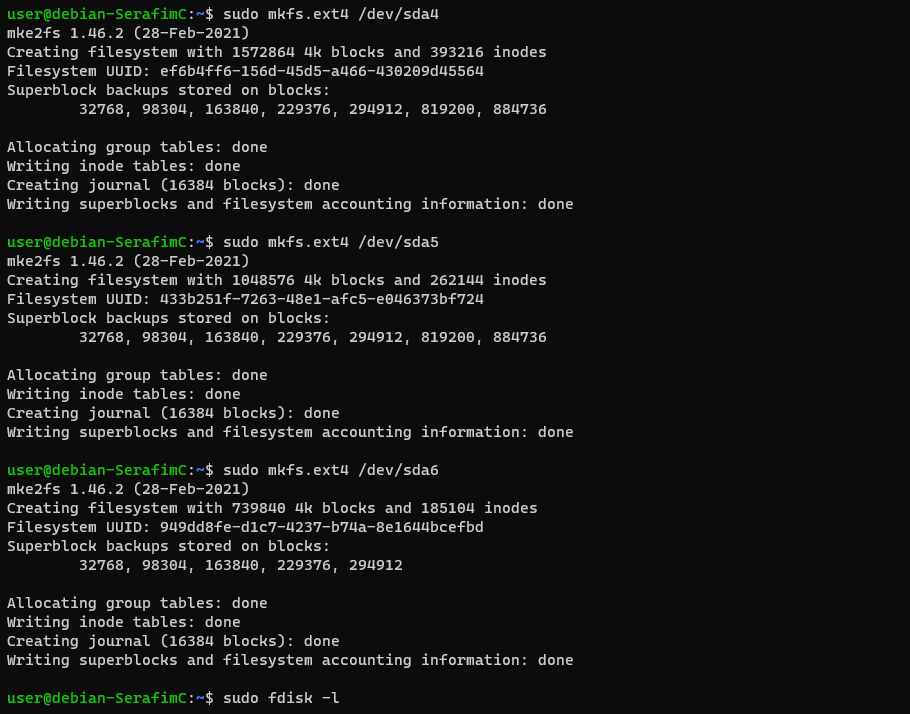 user@debian-SerafimC:~$ sudo mkfs.ext4 /dev/sda4
mke2fs 1.46.2 (28-Feb-2021)
Creating filesystem with 1572864 4k blocks and 393216 inodes
Filesystem UUID: ef6b4ff6-156d-45d5-a466-430209d45564
Superblock backups stored on blocks:
        32768, 98304, 163840, 229376, 294912, 819200, 884736

Allocating group tables: done
Writing inode tables: done
Creating journal (16384 blocks): done
Writing superblocks and filesystem accounting information: done

user@debian-SerafimC:~$ sudo mkfs.ext4 /dev/sda5
mke2fs 1.46.2 (28-Feb-2021)
Creating filesystem with 1048576 4k blocks and 262144 inodes
Filesystem UUID: 433b251f-7263-48e1-afc5-e046373bf724
Superblock backups stored on blocks:
        32768, 98304, 163840, 229376, 294912, 819200, 884736

Allocating group tables: done
Writing inode tables: done
Creating journal (16384 blocks): done
Writing superblocks and filesystem accounting information: done

user@debian-SerafimC:~$ sudo mkfs.ext4 /dev/sda6
mke2fs 1.46.2 (28-Feb-2021)
Creating filesystem with 739840 4k blocks and 185104 inodes
Filesystem UUID: 949dd8fe-d1c7-4237-b74a-8e1644bcefbd
Superblock backups stored on blocks:
        32768, 98304, 163840, 229376, 294912

Allocating group tables: done
Writing inode tables: done
Creating journal (16384 blocks): done
Writing superblocks and filesystem accounting information: done

user@debian-SerafimC:~$ sudo fdisk -l